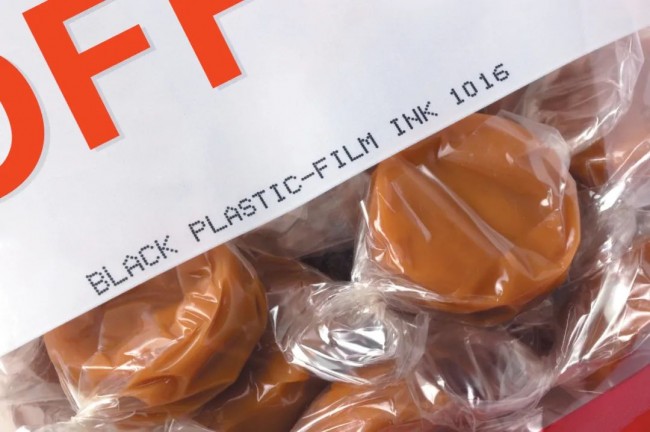 OFF
BLACK PLASTIC-FILM INK 1016